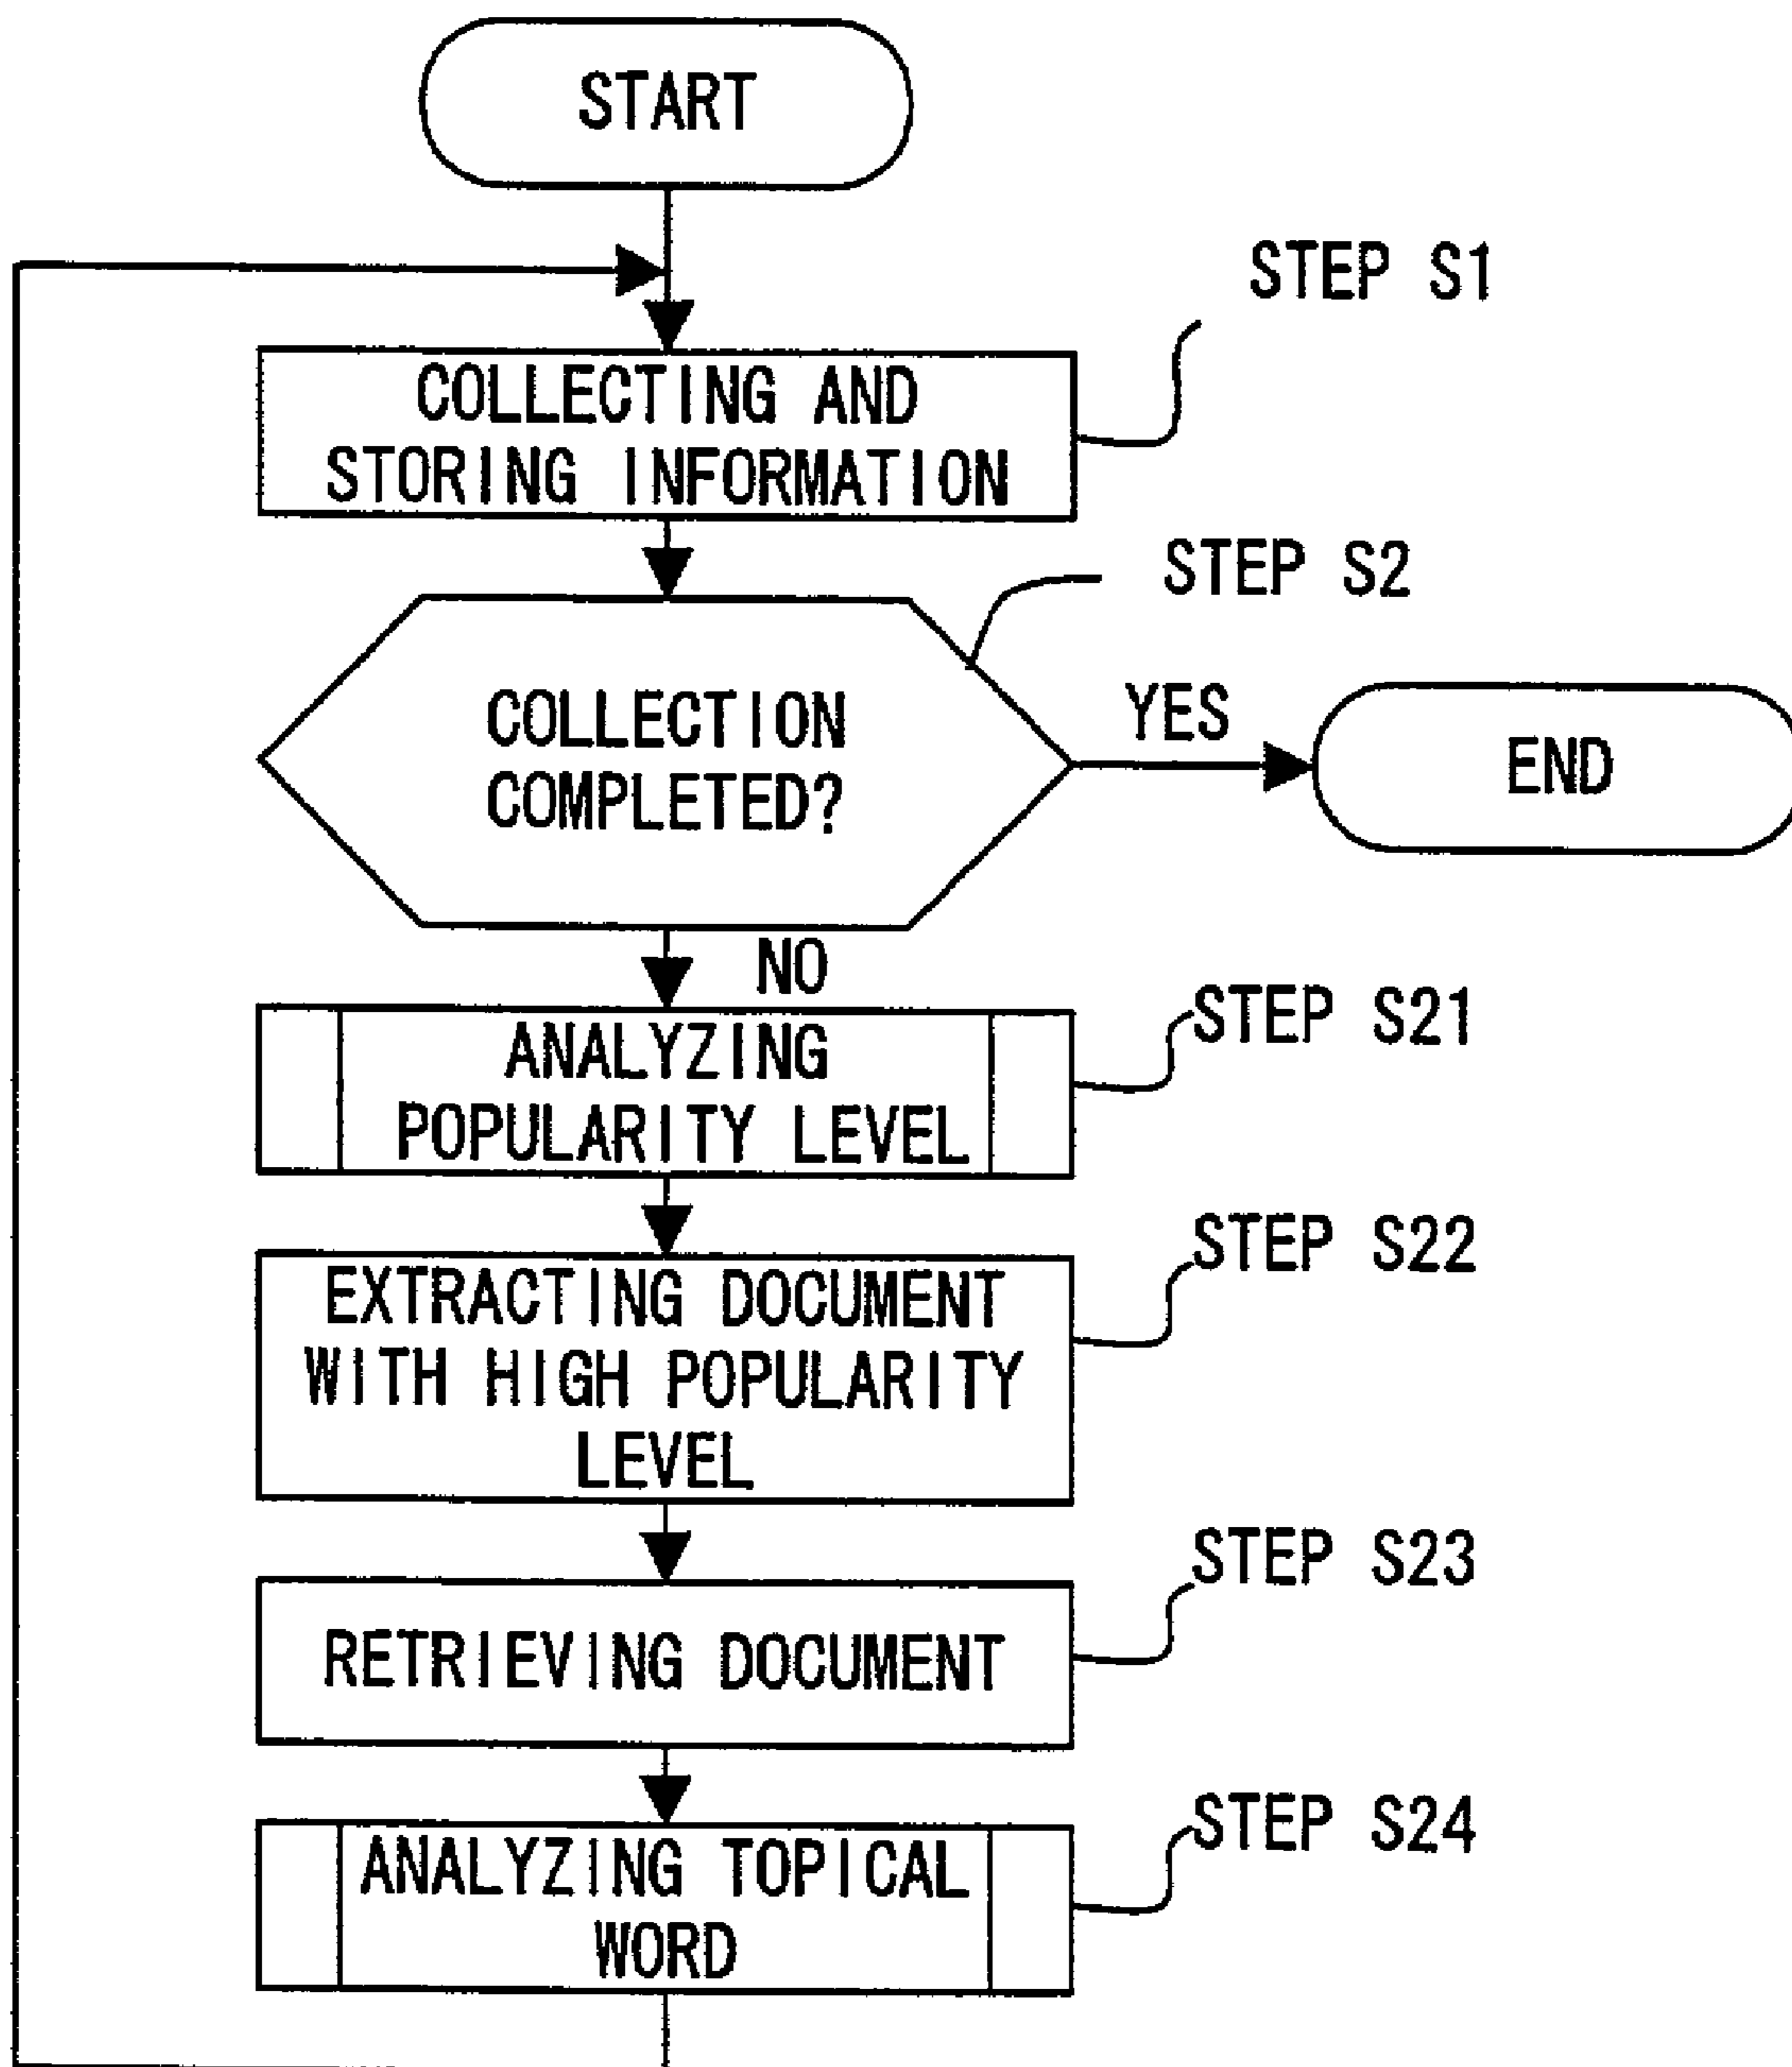 START
STEP S1
COLLECTING AND
STORING INFORMATION
STEP S2
COLLECTION
COMPLETED?
YES
END
NO
STEP S21
ANALYZING
POPULARITY LEVEL
STEP S22
EXTRACTING DOCUMENT
WITH HIGH POPULARITY
LEVEL
STEP S23
RETRIEVING DOCUMENT
STEP S24
ANALYZING TOPICAL
WORD